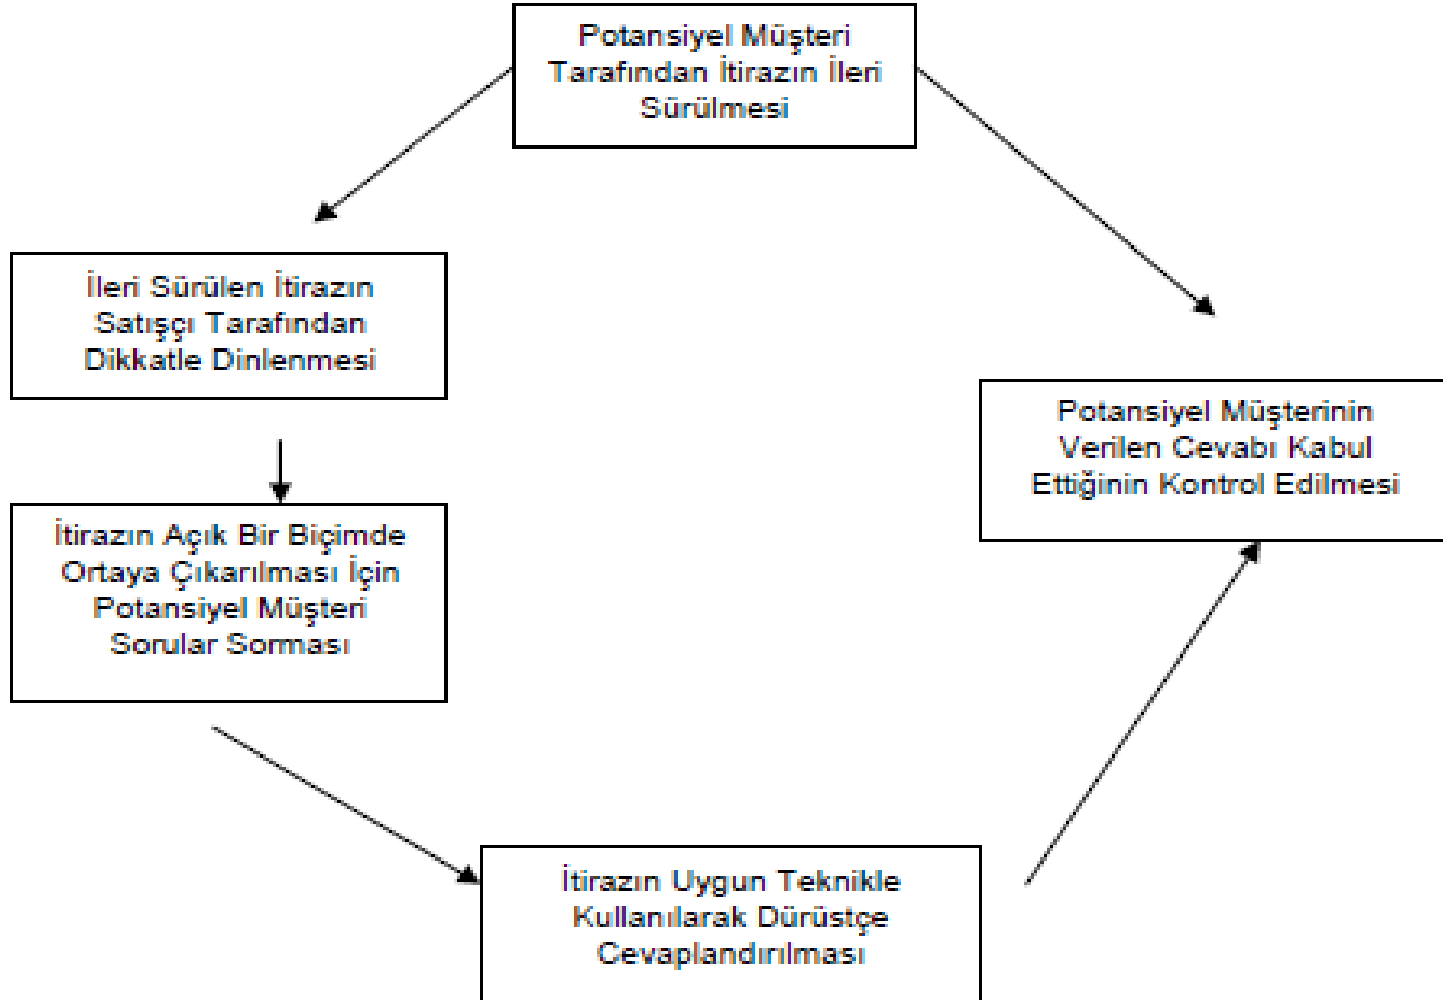 Potansiyel Müşteri
Tarafından İtirazın İleri
Sürülmesi
İleri Sürülen İtirazın
Satışçı Tarafından
Dikkatle Dinlenmesi
İtirazın Açık Bir Biçimde
Ortaya Çıkarılması İçin
Potansiyel Müşteri
Sorular Sorması
İtirazın Uygun Teknikle
Kullanılarak Dürüstçe
Cevaplandırılması
Potansiyel Müşterinin
Verilen Cevabı Kabul
Ettiğinin Kontrol Edilmesi